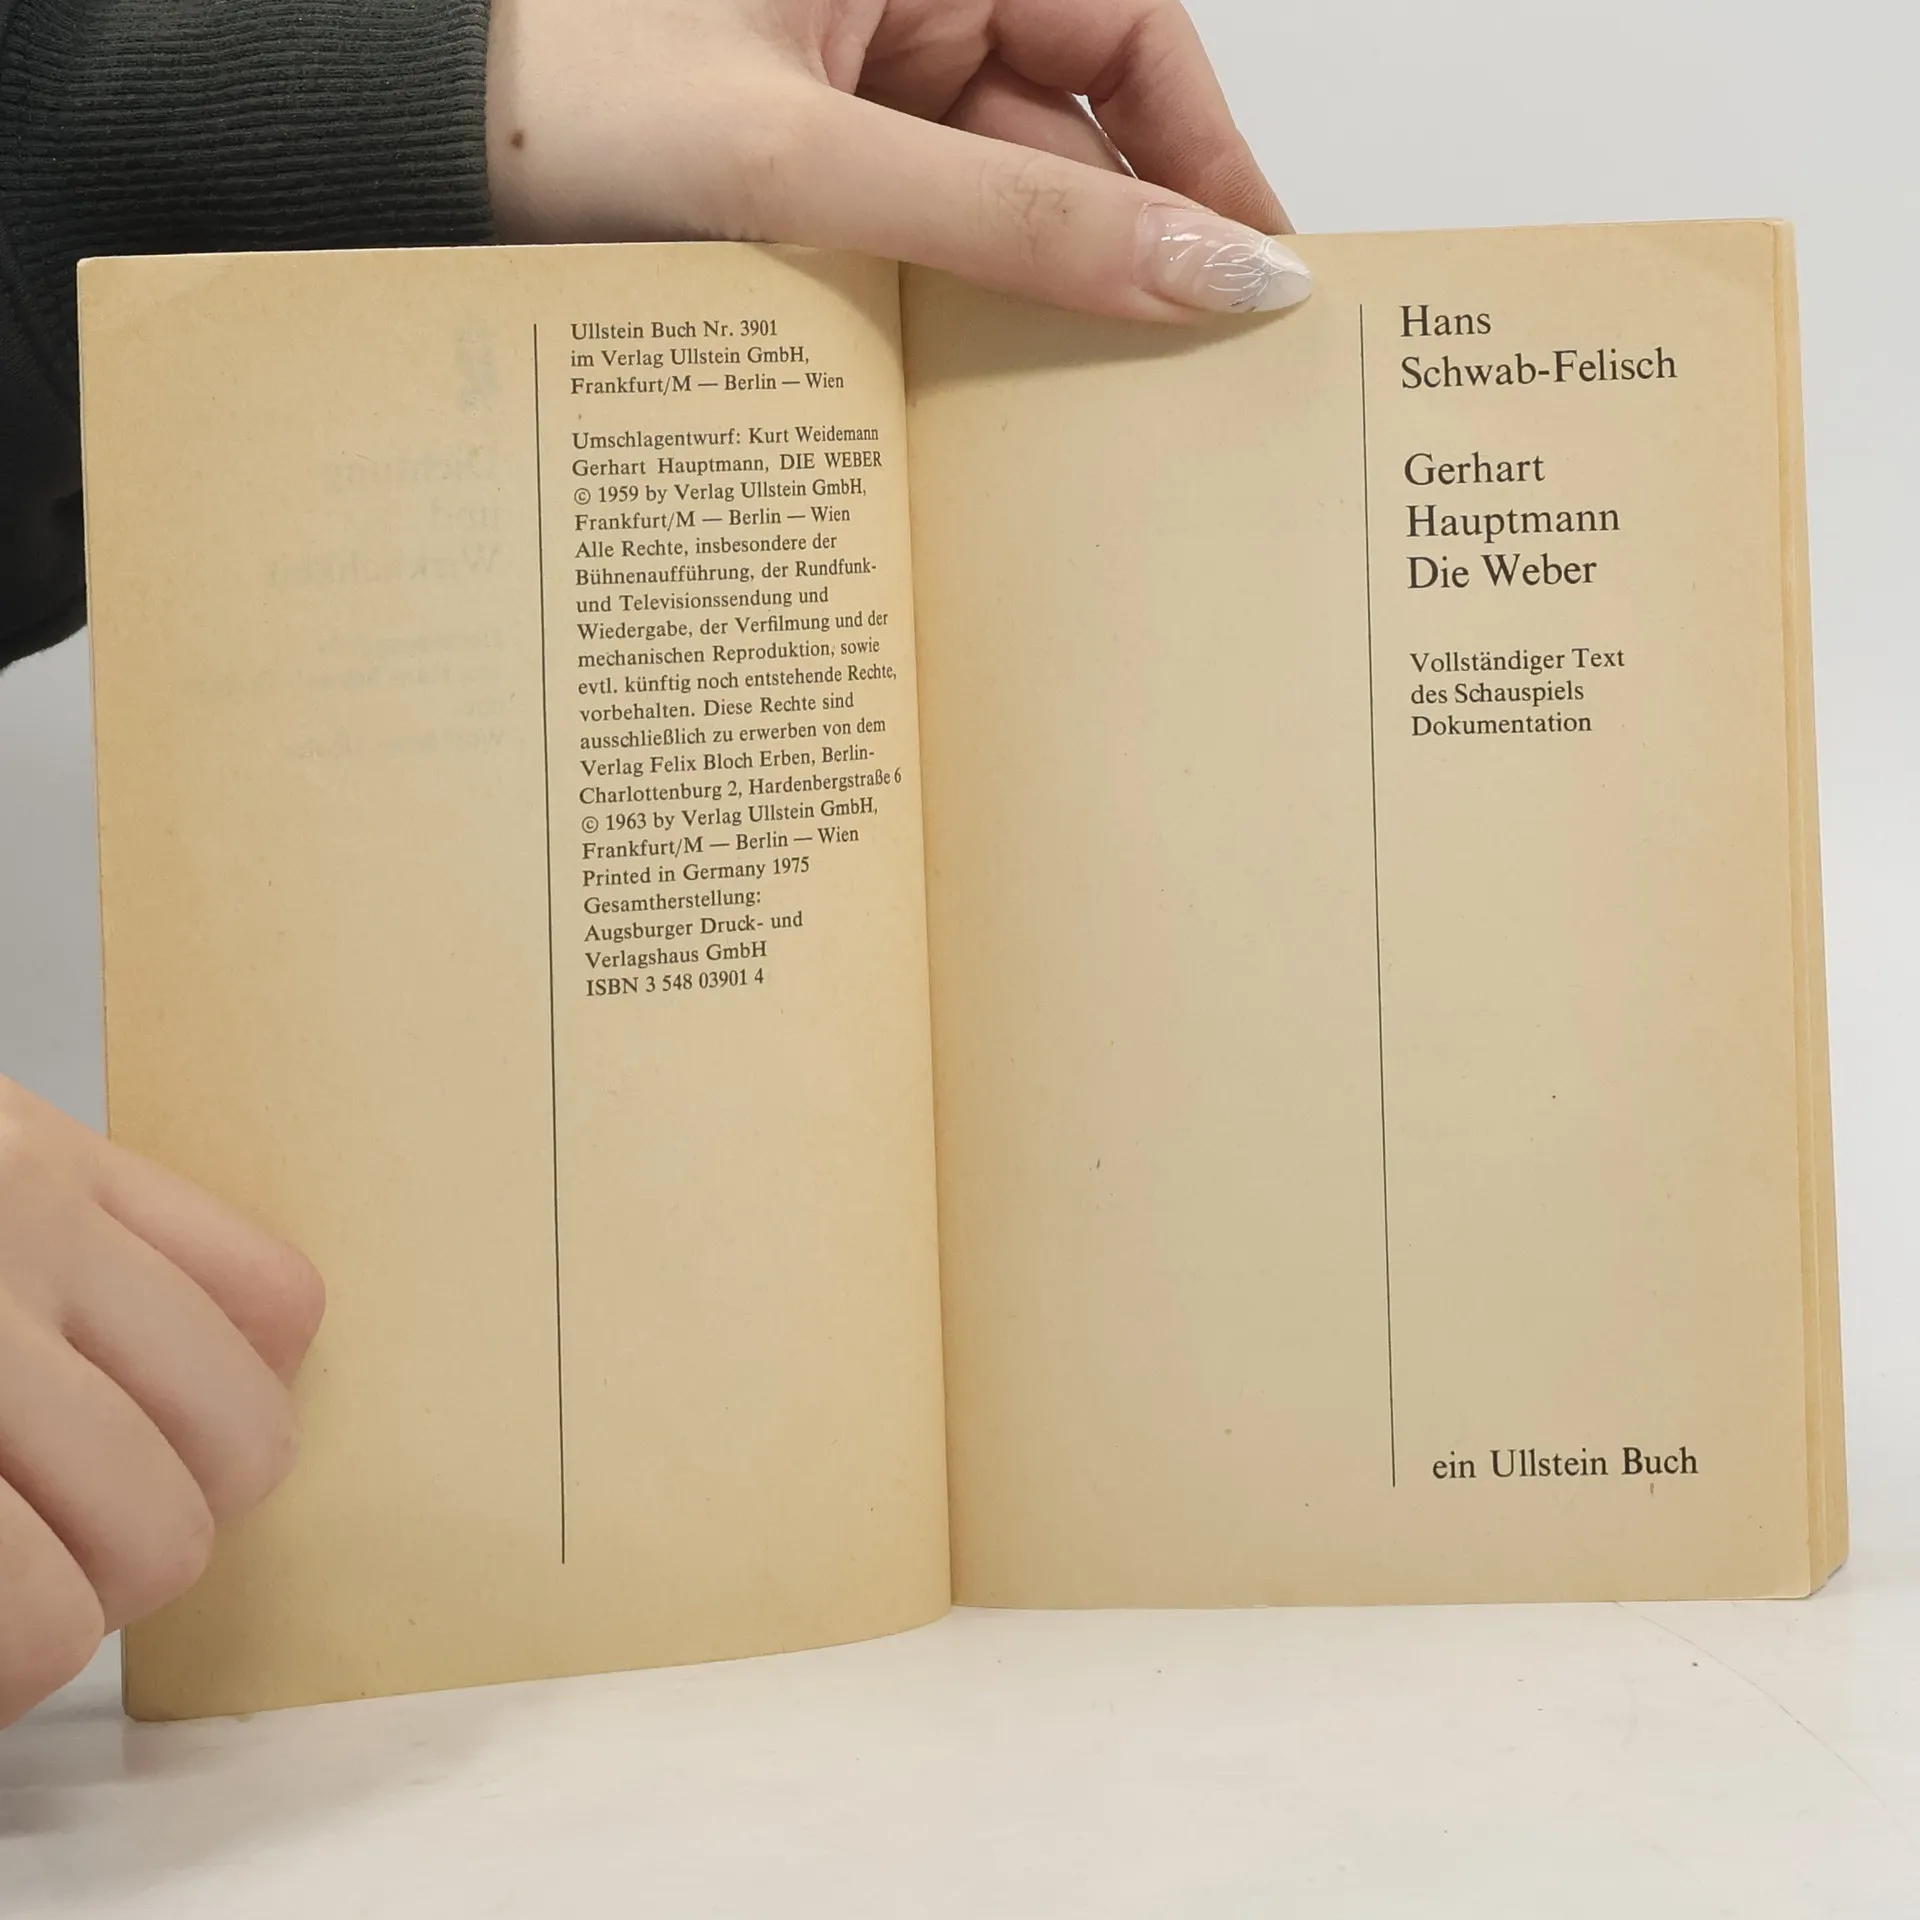 Ullstein Buch Nr. 3901
im Verlag Ullstein GmbH,
Frankfurt/M — Berlin — Wien
Umschlagentwurf: Kurt Weidemann
Gerhart Hauptmann, DIE WEBER
© 1959 by Verlag Ullstein GmbH,
Frankfurt/M — Berlin — Wien
Alle Rechte, insbesondere der
Bühnenaufführung, der Rundfunk-
und Televisionssendung und
Wiedergabe, der Verfilmung und der
mechanischen Reproduktion, sowie
evtl. künftig noch entstehende Rechte,
vorbehalten. Diese Rechte sind
ausschließlich zu erwerben von dem
Verlag Felix Bloch Erben, Berlin-
Charlottenburg 2, Hardenbergstraße 6
© 1963 by Verlag Ullstein GmbH,
Frankfurt/M — Berlin — Wien
Printed in Germany 1975
Gesamtherstellung:
Augsburger Druck- und
Verlagshaus GmbH
ISBN 3 548 03901 4
Hans
Schwab-Felisch
Gerhart
Hauptmann
Die Weber
Vollständiger Text
des Schauspiels
Dokumentation
ein Ullstein Buch